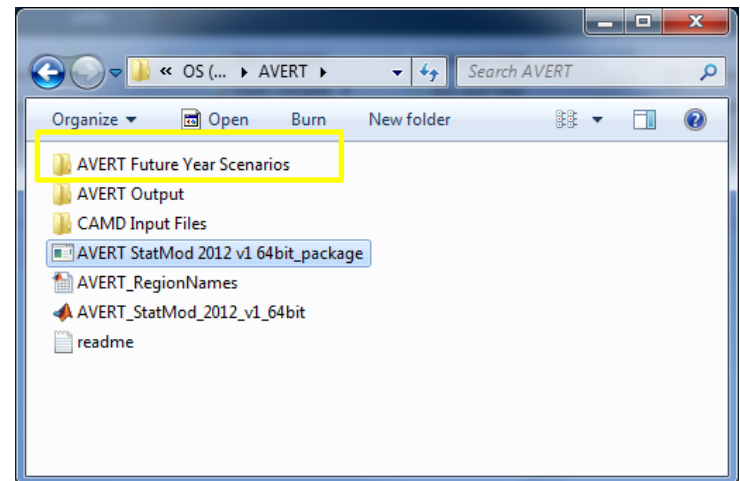 « OS (... ▸ AVERT ▸ Search AVERT
Organize Open Burn New folder
AVERT Future Year Scenarios
AVERT Output
CAMD Input Files
AVERT StatMod 2012 v1 64bit_package
AVERT_RegionNames
AVERT_StatMod_2012_v1_64bit
readme